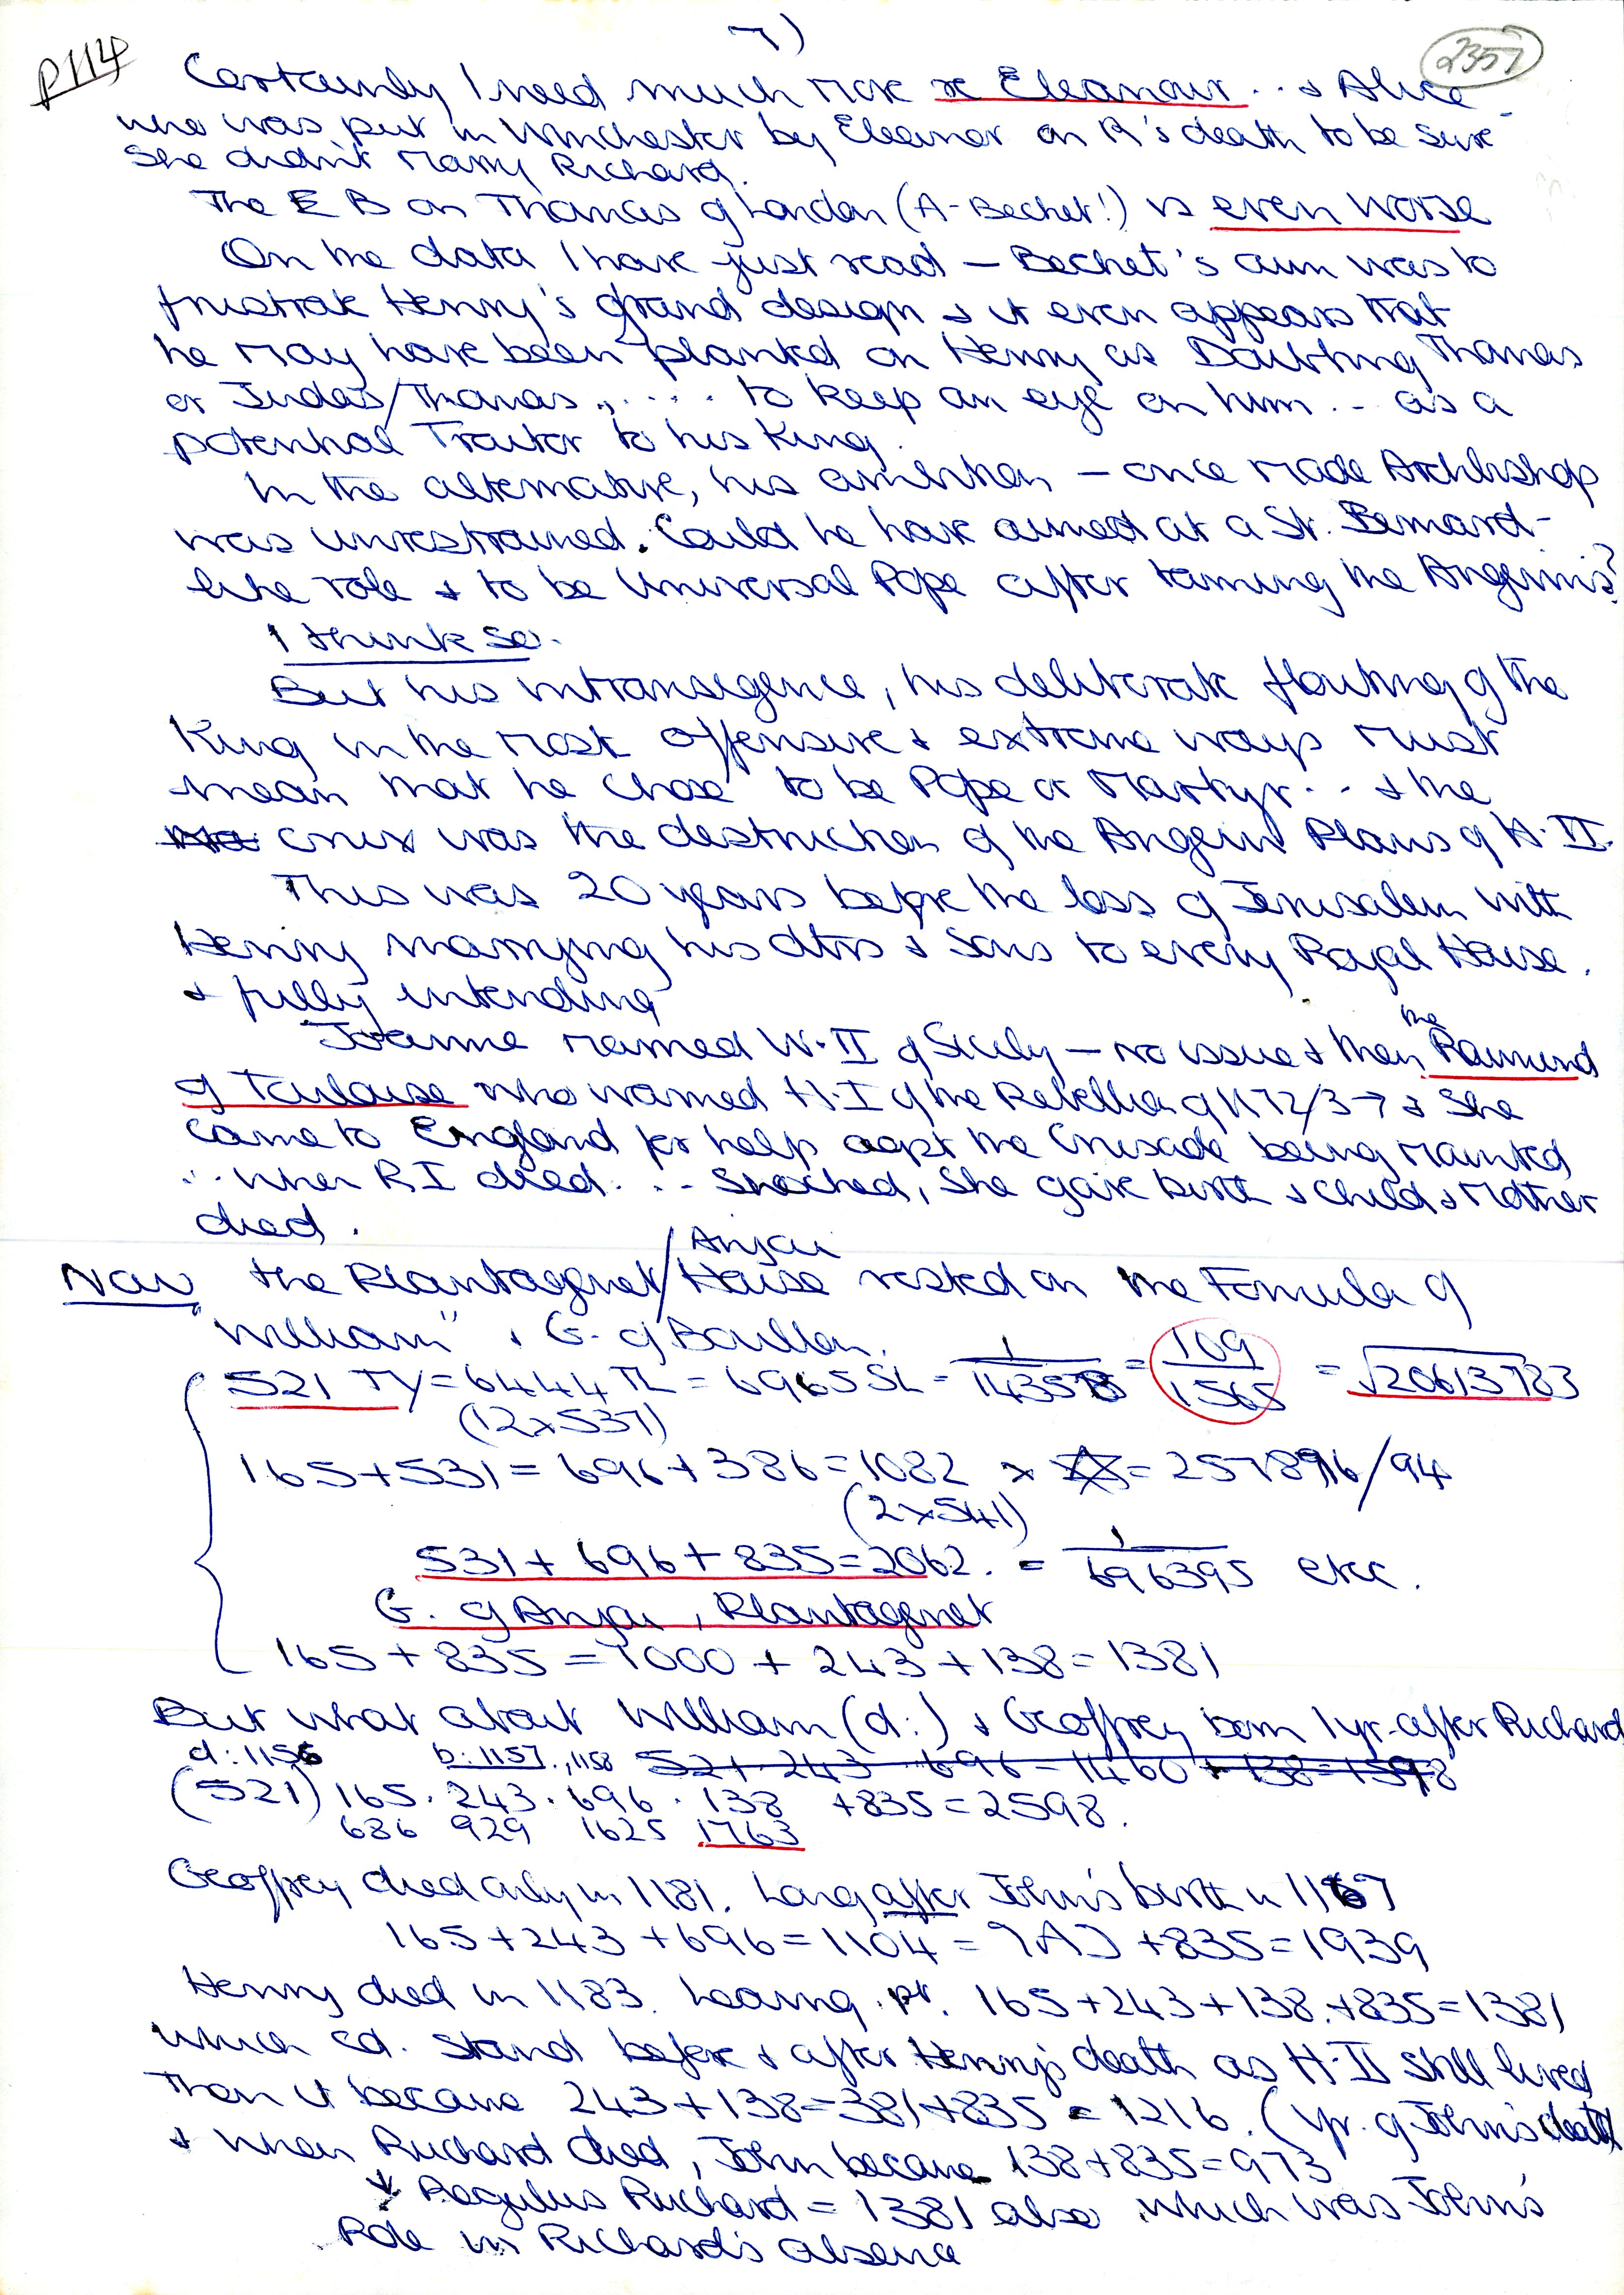 7)
P114
2357
Certainly I need much more re Eleanour .. & Alice
who was put in Winchester by Eleanor on R's death to be sure
She didn't marry Richard.
The E B on Thomas of London (A-Becket!) is even worse
On the data I have just read – Becket's aim was to
frustrate Henry's grand design & it even appears that
he may have been planted on Henry as Doubting Thomas
or Judas/Thomas ..... to keep an eye on him .. as a
potential Traitor to his King.
In the alternative, his ambition – once made Archbishop
was unrestrained. Could he have aimed at a St. Bernard-
like role & to be Universal Pope after taming the Angevins?
I think so.
But his intransigence, his deliberate flouting of the
King in the most offensive & extreme ways must
mean that he chose to be Pope or Martyr .. & the
crux was the destruction of the Angevin Plans of H.II.
This was 20 years before the loss of Jerusalem with
Henry marrying his dtrs & sons to every Royal House.
& fully intending
Joanne married W.II of Sicily – no issue & then the Raimund
of Toulouse who warned H.I of the Rebellion of 1172/3 → & she
came to England for help agst the Crusade being mounted
.. when R I died ... Shocked, she gave birth & child & mother
died.
Now the Plantagenet/Anjou House rested on the Formula of
"William" & G. of Bouillon.
521 TY = 6444 TL = 6965 SL = 1/143578 = 109/1565 = √20613783
(12x537)
165+531 = 696+386 = 1082 x = 257896/94
(2x541)
531 + 696 + 835 = 2062. = 1/696395 etc.
G. of Anjou, Plantagenet
165 + 835 = 1000 + 243 + 138 = 1381
But what about William (d:) & Geoffrey born 1 yr. after Richard
d: 1156 b: 1157., 1158 521 . 243 . 696 = 1460 + 138 = 1598
(521) 165 . 243 . 696 . 138 +835 = 2598.
686 929 1625 1763
Geoffrey died only in 1181. Long after John's birth in 1167
165+243+696=1104 = +835=1939
Henry died in 1183. Leaving pr. 165+243+138.+835=1381
which cd. stand before & after Henry's death as H.II still lived
Then it became 243+138=381+835 = 1216. (yr. of John's death
& when Richard died, John became 138+835=973
↓ Regulus Richard = 1381 also which was John's
Role in Richard's absence